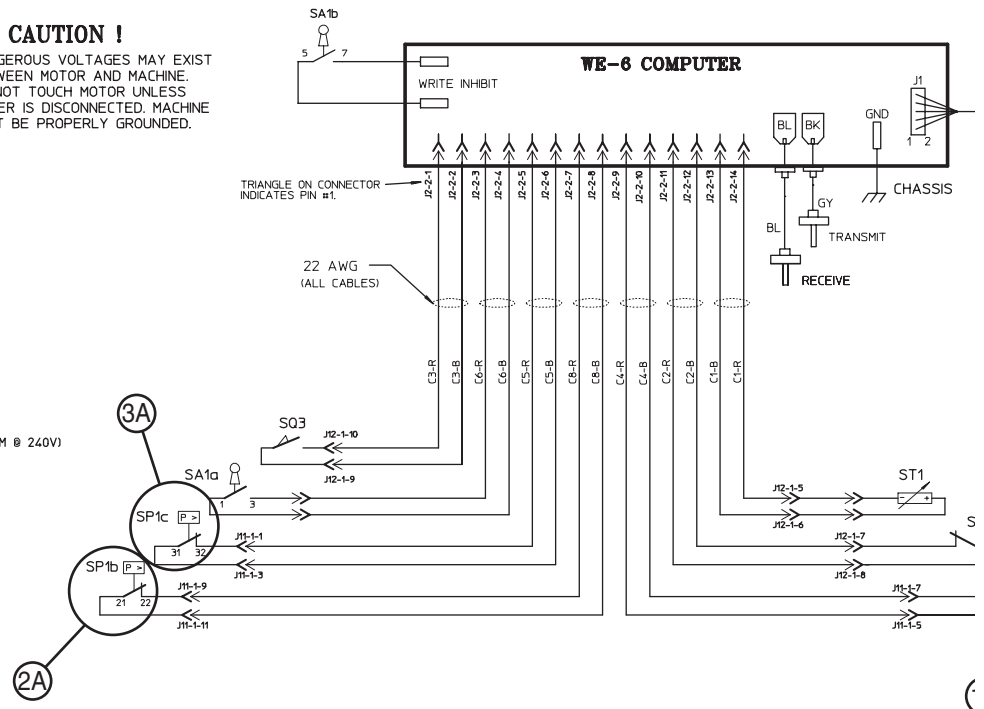 CAUTION !
GEROUS VOLTAGES MAY EXIST
WEEN MOTOR AND MACHINE.
NOT TOUCH MOTOR UNLESS
ER IS DISCONNECTED. MACHINE
T BE PROPERLY GROUNDED.
SA1b
5 7
WRITE INHIBIT
WE-6 COMPUTER
J1
1 2
BL BK
GND
CHASSIS
GY
BL
TRANSMIT
RECEIVE
TRIANGLE ON CONNECTOR
INDICATES PIN #1.
J2-2-1
J2-2-2
J2-2-3
J2-2-4
J2-2-5
J2-2-6
J2-2-7
J2-2-8
J2-2-9
J2-2-10
J2-2-11
J2-2-12
J2-2-13
J2-2-14
22 AWG
(ALL CABLES)
C3-R
C3-B
C6-R
C6-B
C5-R
C5-B
C8-R
C8-B
C4-R
C4-B
C2-R
C2-B
C1-B
C1-R
3A
M @ 240V)
SQ3
J12-1-10
J12-1-9
SA1a
1 3
SP1c P >
31 32
J11-1-1
J11-1-3
SP1b P >
21 22
J11-1-9
J11-1-11
2A
J12-1-5
J12-1-6
ST1
- +
J12-1-7
J12-1-8
S
J11-1-7
J11-1-5